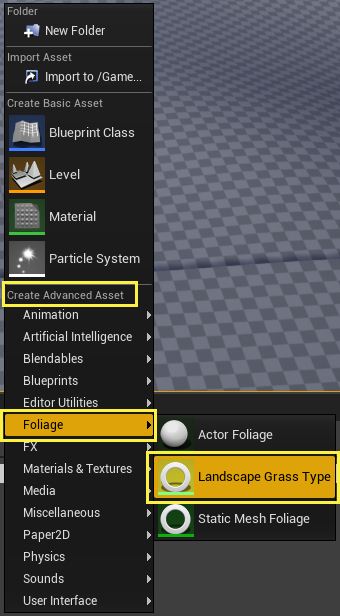 Folder
New Folder
Import Asset
Import to /Game...
Create Basic Asset
Blueprint Class
Level
Material
Particle System
Create Advanced Asset
Animation
Artificial Intelligence
Blendables
Blueprints
Editor Utilities
Foliage
FX
Materials & Textures
Media
Miscellaneous
Paper2D
Physics
Sounds
User Interface
Actor Foliage
Landscape Grass Type
Static Mesh Foliage